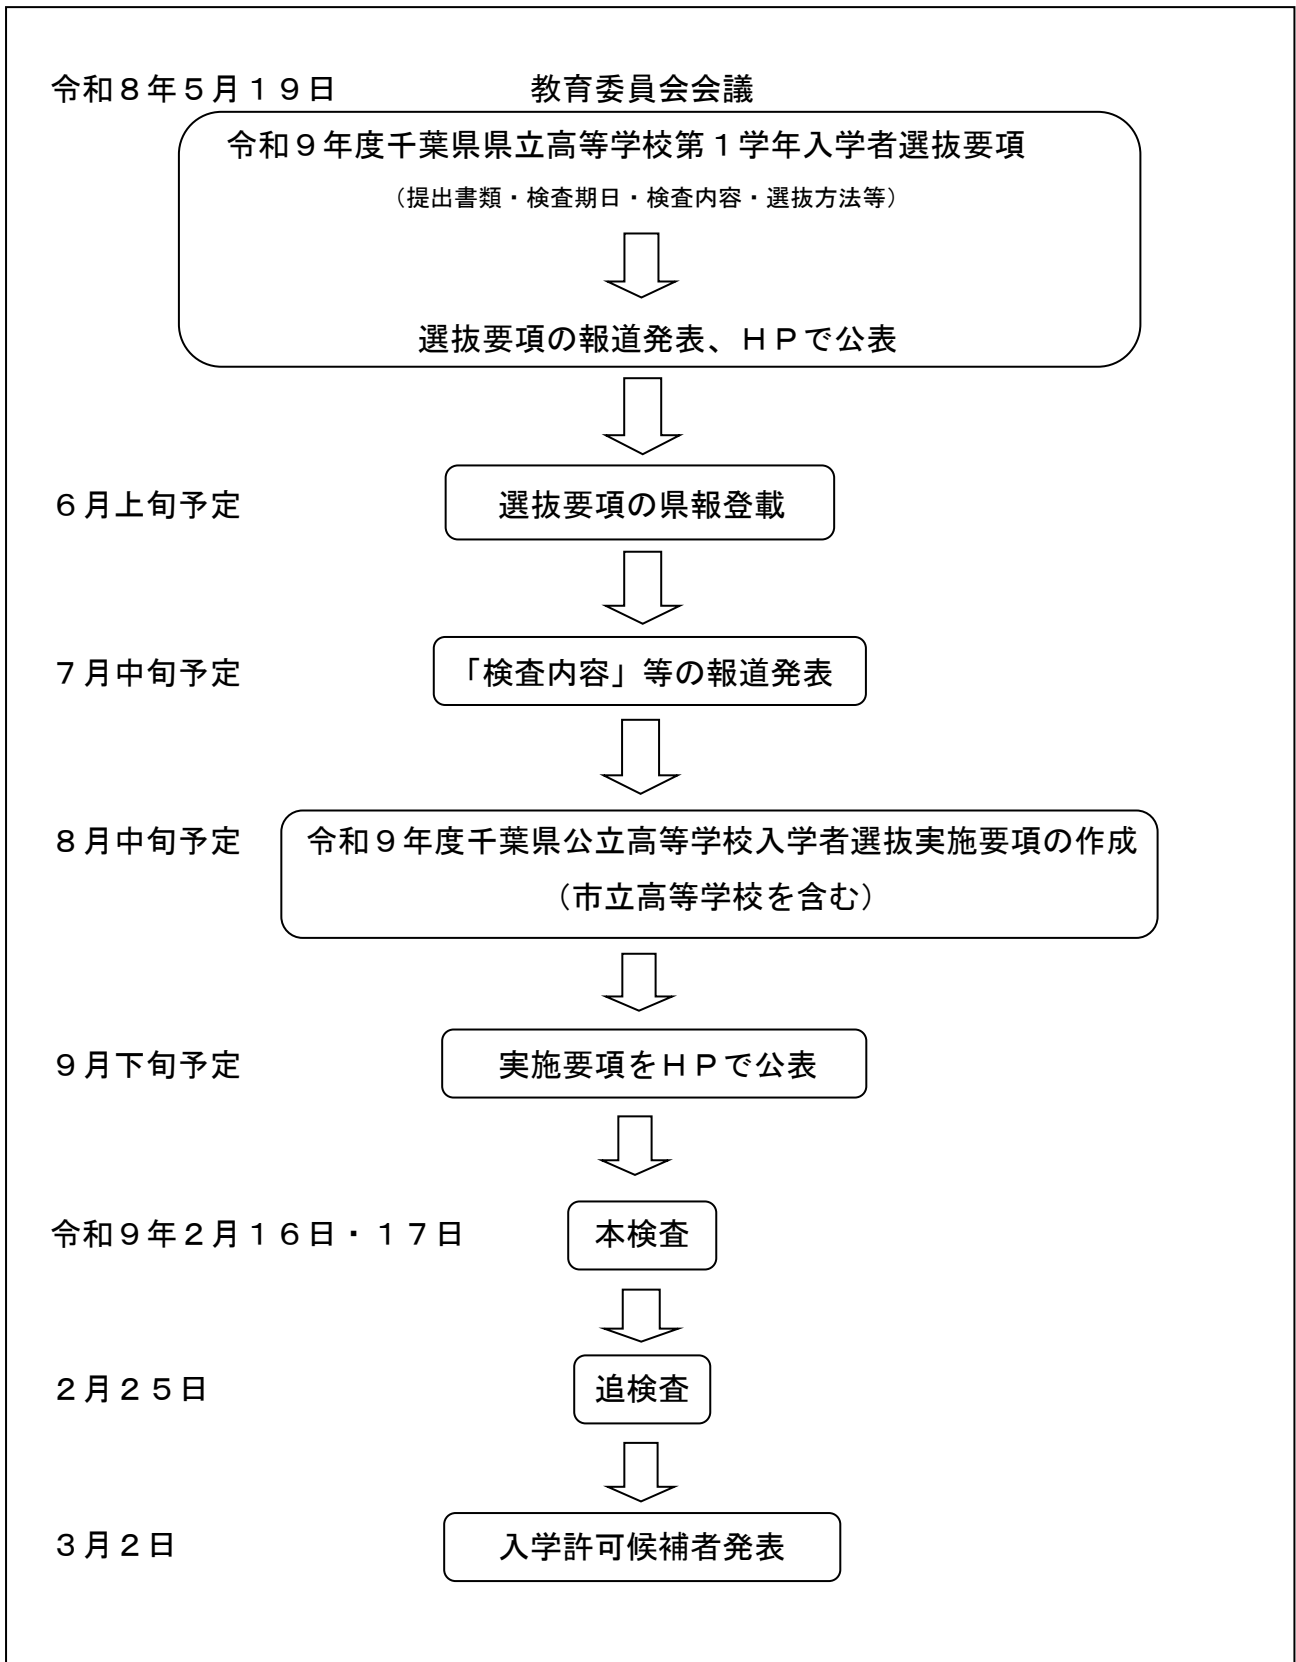 令和８年５月１９日　教育委員会会議
令和９年度千葉県県立高等学校第１学年入学者選抜要項
（提出書類・検査期日・検査内容・選抜方法等）
選抜要項の報道発表、ＨＰで公表
６月上旬予定　選抜要項の県報登載
７月中旬予定　「検査内容」等の報道発表
８月中旬予定　令和９年度千葉県公立高等学校入学者選抜実施要項の作成
（市立高等学校を含む）
９月下旬予定　実施要項をＨＰで公表
令和９年２月１６日・１７日　本検査
２月２５日　追検査
３月２日　入学許可候補者発表